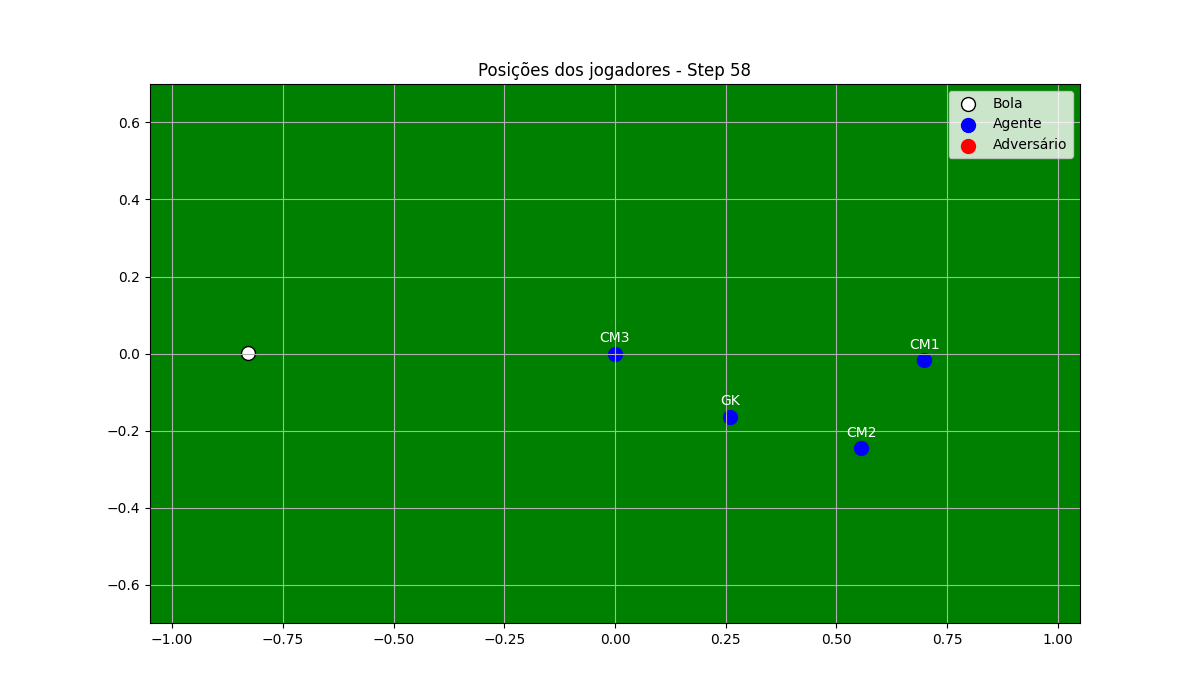 Posições dos jogadores - Step 58
Bola
Agente
Adversário
0.6
0.4
0.2
0.0
−0.2
−0.4
−0.6
CM3
CM1
GK
CM2
−1.00 −0.75 −0.50 −0.25 0.00 0.25 0.50 0.75 1.00